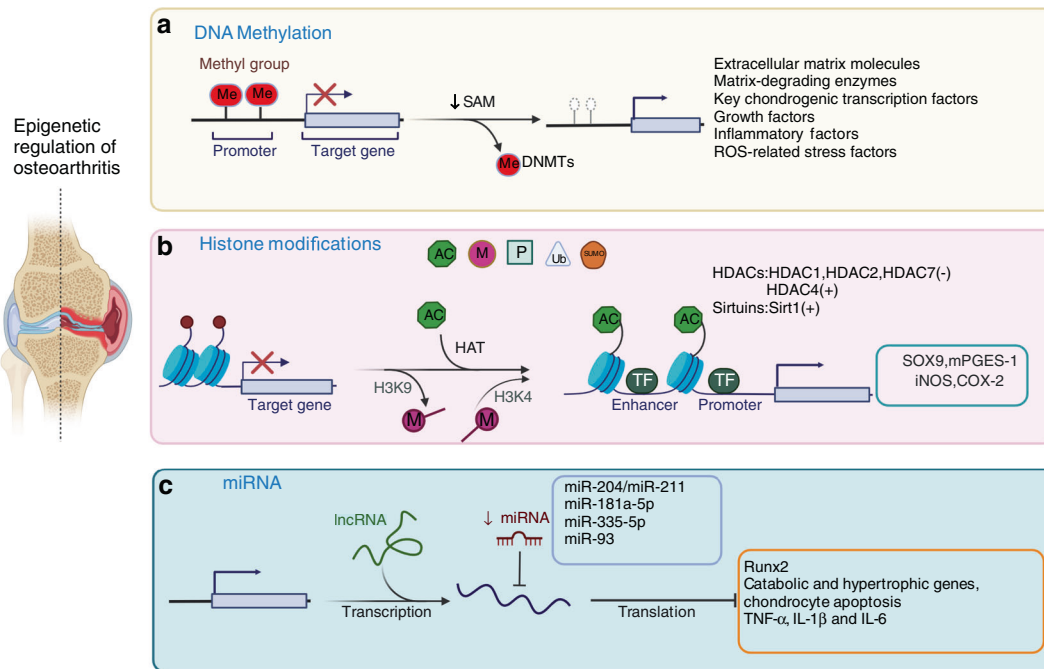 Epigenetic
regulation of
osteoarthritis
a
DNA Methylation
Methyl group
Me
Me
Promoter
Target gene
↓ SAM
Me
DNMTs
Extracellular matrix molecules
Matrix-degrading enzymes
Key chondrogenic transcription factors
Growth factors
Inflammatory factors
ROS-related stress factors
b
Histone modifications
AC
M
P
Ub
SUMO
HDACs:HDAC1,HDAC2,HDAC7(-)
HDAC4(+)
Sirtuins:Sirt1(+)
Target gene
AC
HAT
H3K9
M
H3K4
M
AC
AC
TF
TF
Enhancer
Promoter
SOX9,mPGES-1
iNOS,COX-2
c
miRNA
lncRNA
Transcription
↓ miRNA
miR-204/miR-211
miR-181a-5p
miR-335-5p
miR-93
Translation
Runx2
Catabolic and hypertrophic genes,
chondrocyte apoptosis
TNF-α, IL-1β and IL-6